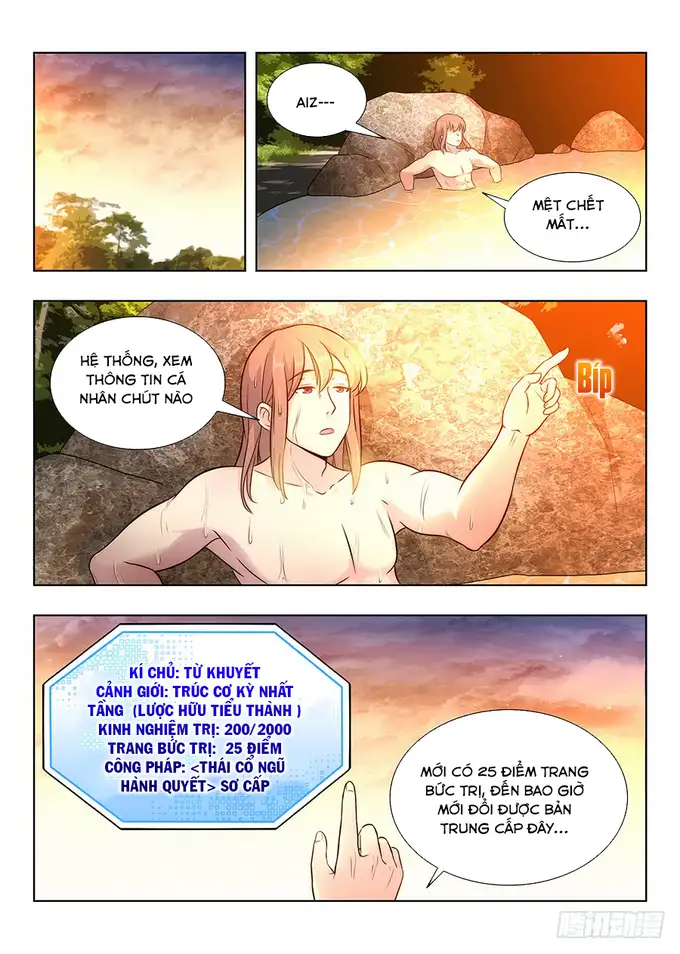 AIZ---
MỆT CHẾT
MẤT...
HỆ THỐNG, XEM
THÔNG TIN CÁ
NHÂN CHÚT NÀO
Bíp
KÍ CHỦ: TỪ KHUYẾT
CẢNH GIỚI: TRÚC CƠ KỲ NHẤT
TẦNG (LƯỢC HỮU TIỂU THÀNH )
KINH NGHIỆM TRỊ: 200/2000
TRANG BỨC TRỊ: 25 ĐIỂM
CÔNG PHÁP: <THÁI CỔ NGŨ
HÀNH QUYẾT> SƠ CẤP
MỚI CÓ 25 ĐIỂM TRANG
BỨC TRỊ, ĐẾN BAO GIỜ
MỚI ĐỔI ĐƯỢC BẢN
TRUNG CẤP ĐÂY...